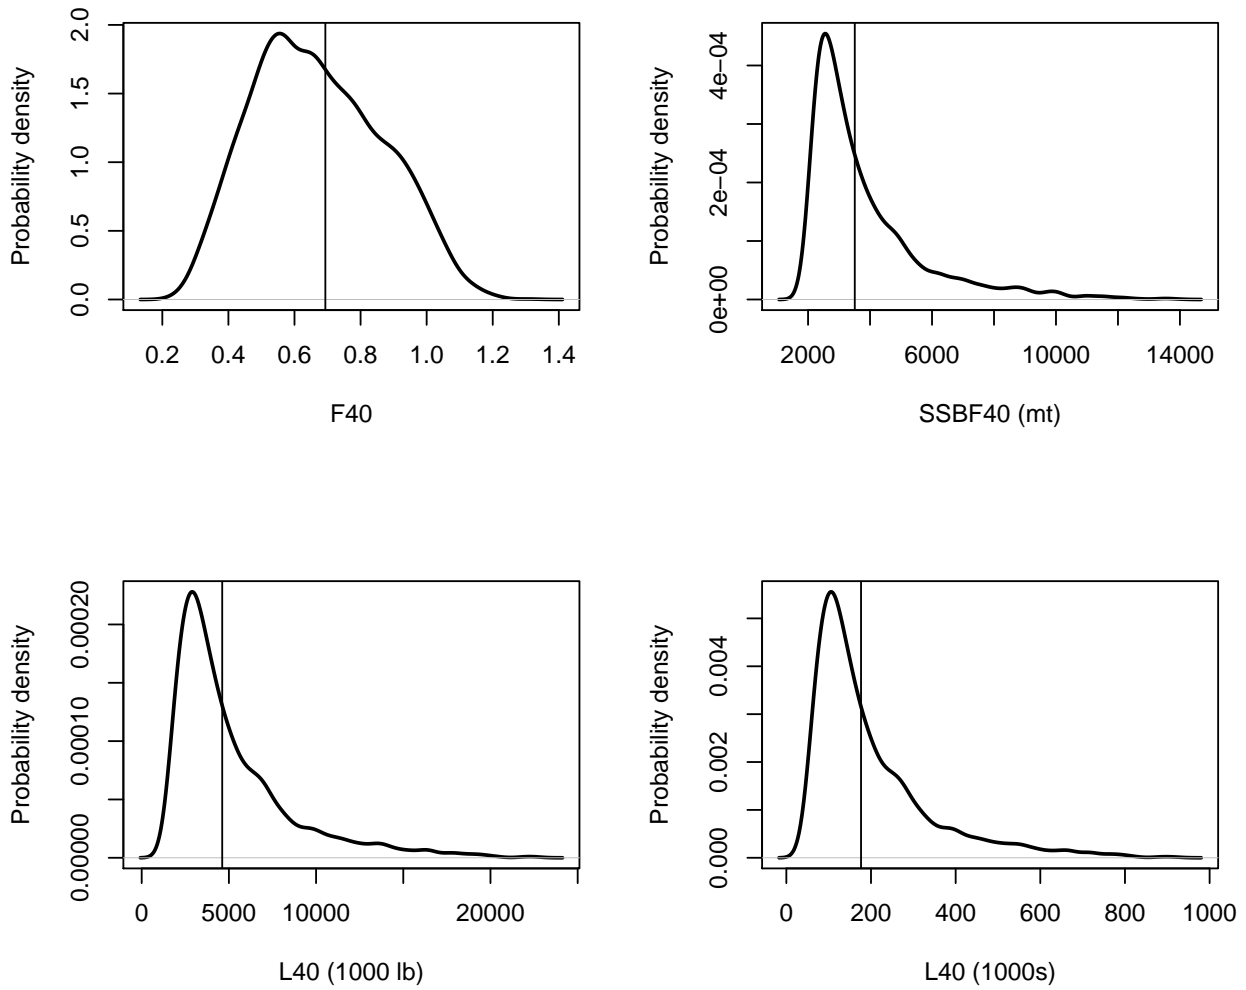 Probability density
0.0 0.5 1.0 1.5 2.0
0.2 0.4 0.6 0.8 1.0 1.2 1.4
F40
Probability density
0e+00 2e−04 4e−04
2000 6000 10000 14000
SSBF40 (mt)
Probability density
0.00000 0.00010 0.00020
0 5000 10000 20000
L40 (1000 lb)
Probability density
0.000 0.002 0.004
0 200 400 600 800 1000
L40 (1000s)